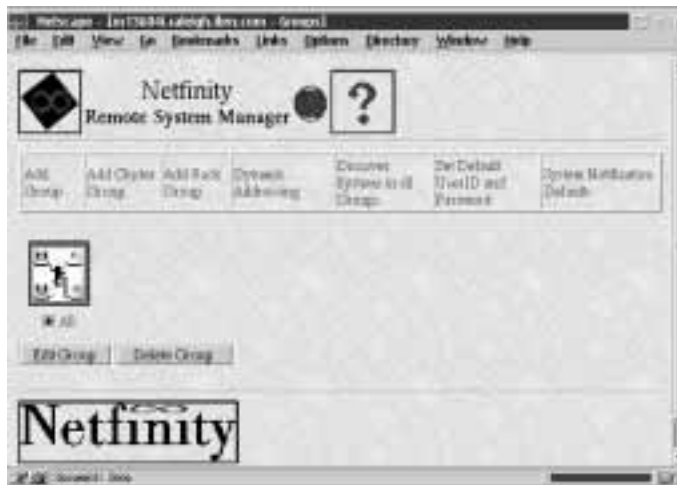 File Edit View Go Bookmarks Links Options Directory Window Help
Netfinity
Remote System Manager
?
Add Group
Add Cluster Group
Add Rack Group
Dynamic Addressing
Discover Systems in all Groups
Set Default UserID and Password
System Notification Defaults
All
Edit Group Delete Group
Netfinity
Document: Done